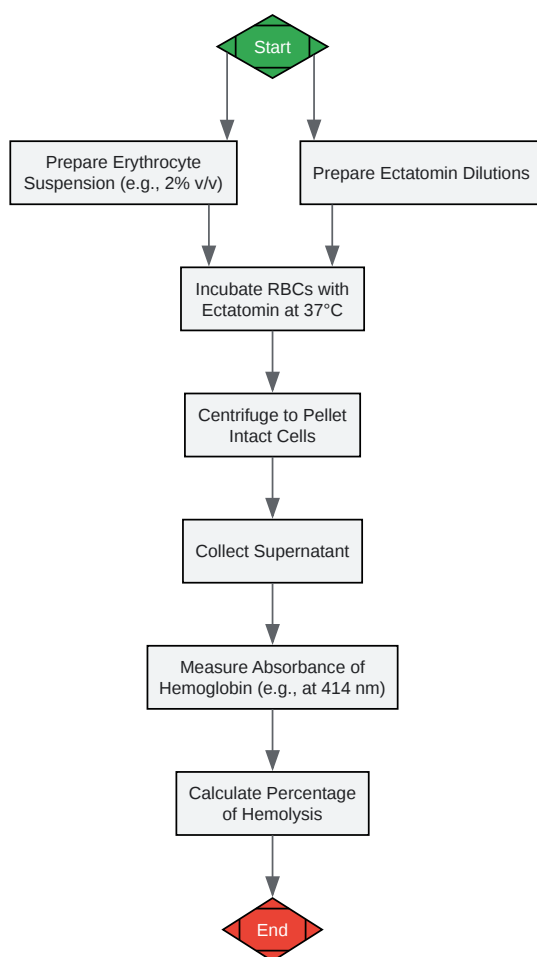 Start
Prepare Erythrocyte
Suspension (e.g., 2% v/v)
Prepare Ectatomin Dilutions
Incubate RBCs with
Ectatomin at 37°C
Centrifuge to Pellet
Intact Cells
Collect Supernatant
Measure Absorbance of
Hemoglobin (e.g., at 414 nm)
Calculate Percentage
of Hemolysis
End